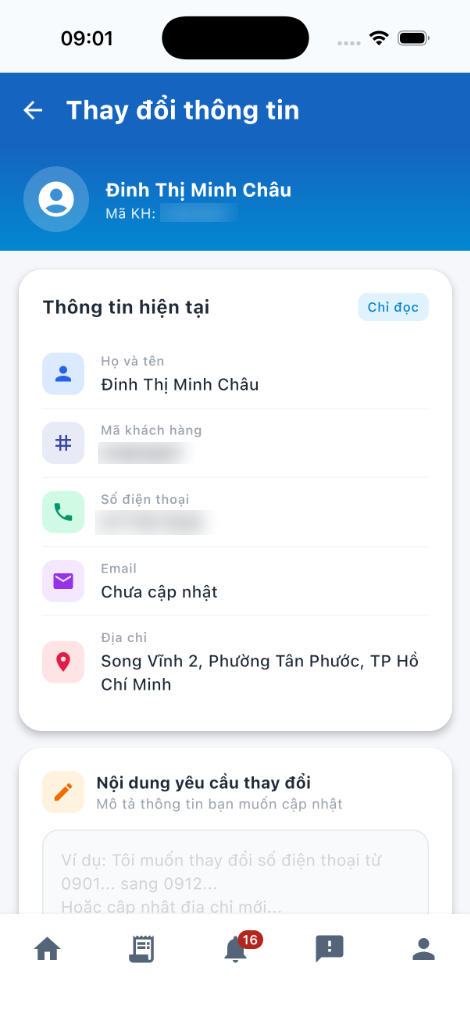 09:01
Thay đổi thông tin
Đinh Thị Minh Châu
Mã KH:
Thông tin hiện tại
Chỉ đọc
Họ và tên
Đinh Thị Minh Châu
Mã khách hàng
Số điện thoại
Email
Chưa cập nhật
Địa chỉ
Song Vĩnh 2, Phường Tân Phước, TP Hồ
Chí Minh
Nội dung yêu cầu thay đổi
Mô tả thông tin bạn muốn cập nhật
Ví dụ: Tôi muốn thay đổi số điện thoại từ
0901... sang 0912...
Hoặc cập nhật địa chỉ mới...
16